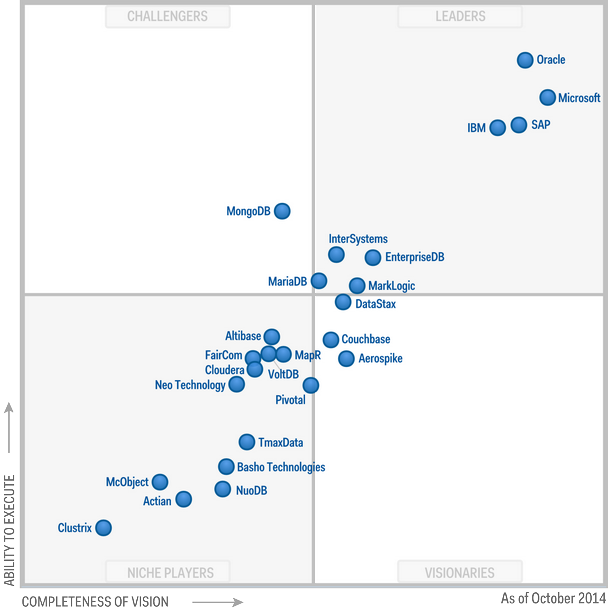 CHALLENGERS
LEADERS
Oracle
Microsoft
IBM
SAP
MongoDB
InterSystems
EnterpriseDB
MariaDB
MarkLogic
DataStax
Altibase
Couchbase
FairCom
MapR
Aerospike
Cloudera
VoltDB
Neo Technology
Pivotal
TmaxData
Basho Technologies
McObject
NuoDB
Actian
Clustrix
NICHE PLAYERS
VISIONARIES
ABILITY TO EXECUTE
COMPLETENESS OF VISION
As of October 2014